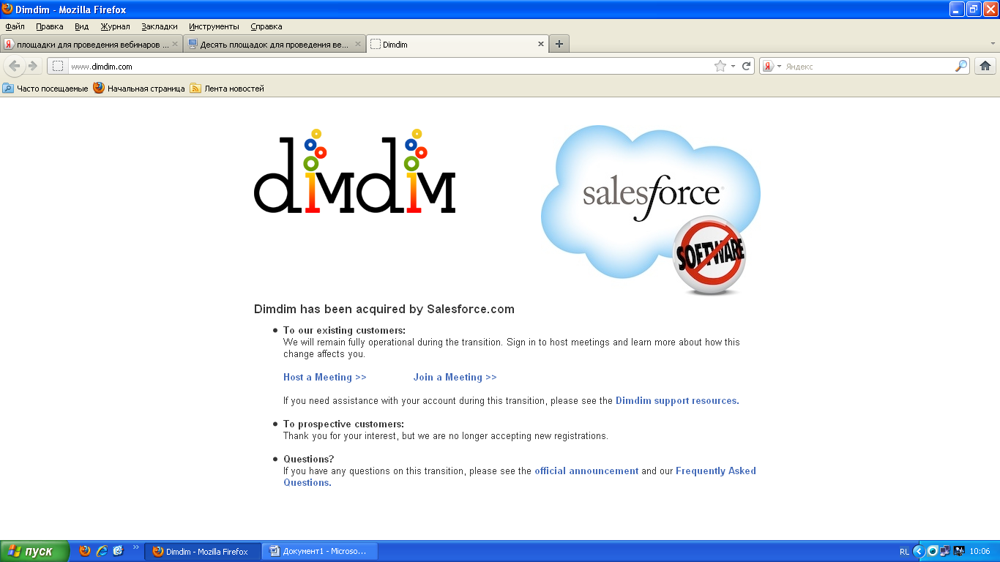 Dimdim - Mozilla Firefox
Файл Правка Вид Журнал Закладки Инструменты Справка
площадки для проведения вебинаров ... Десять площадок для проведения ве... Dimdim
www.dimdim.com Яндекс
Часто посещаемые Начальная страница Лента новостей
dimdim
salesforce
SOFTWARE
Dimdim has been acquired by Salesforce.com
• To our existing customers:
We will remain fully operational during the transition. Sign in to host meetings and learn more about how this
change affects you.
Host a Meeting >> Join a Meeting >>
If you need assistance with your account during this transition, please see the Dimdim support resources.
• To prospective customers:
Thank you for your interest, but we are no longer accepting new registrations.
• Questions?
If you have any questions on this transition, please see the official announcement and our Frequently Asked
Questions.
пуск Dimdim - Mozilla Firefox Документ1 - Microso... RL 10:06